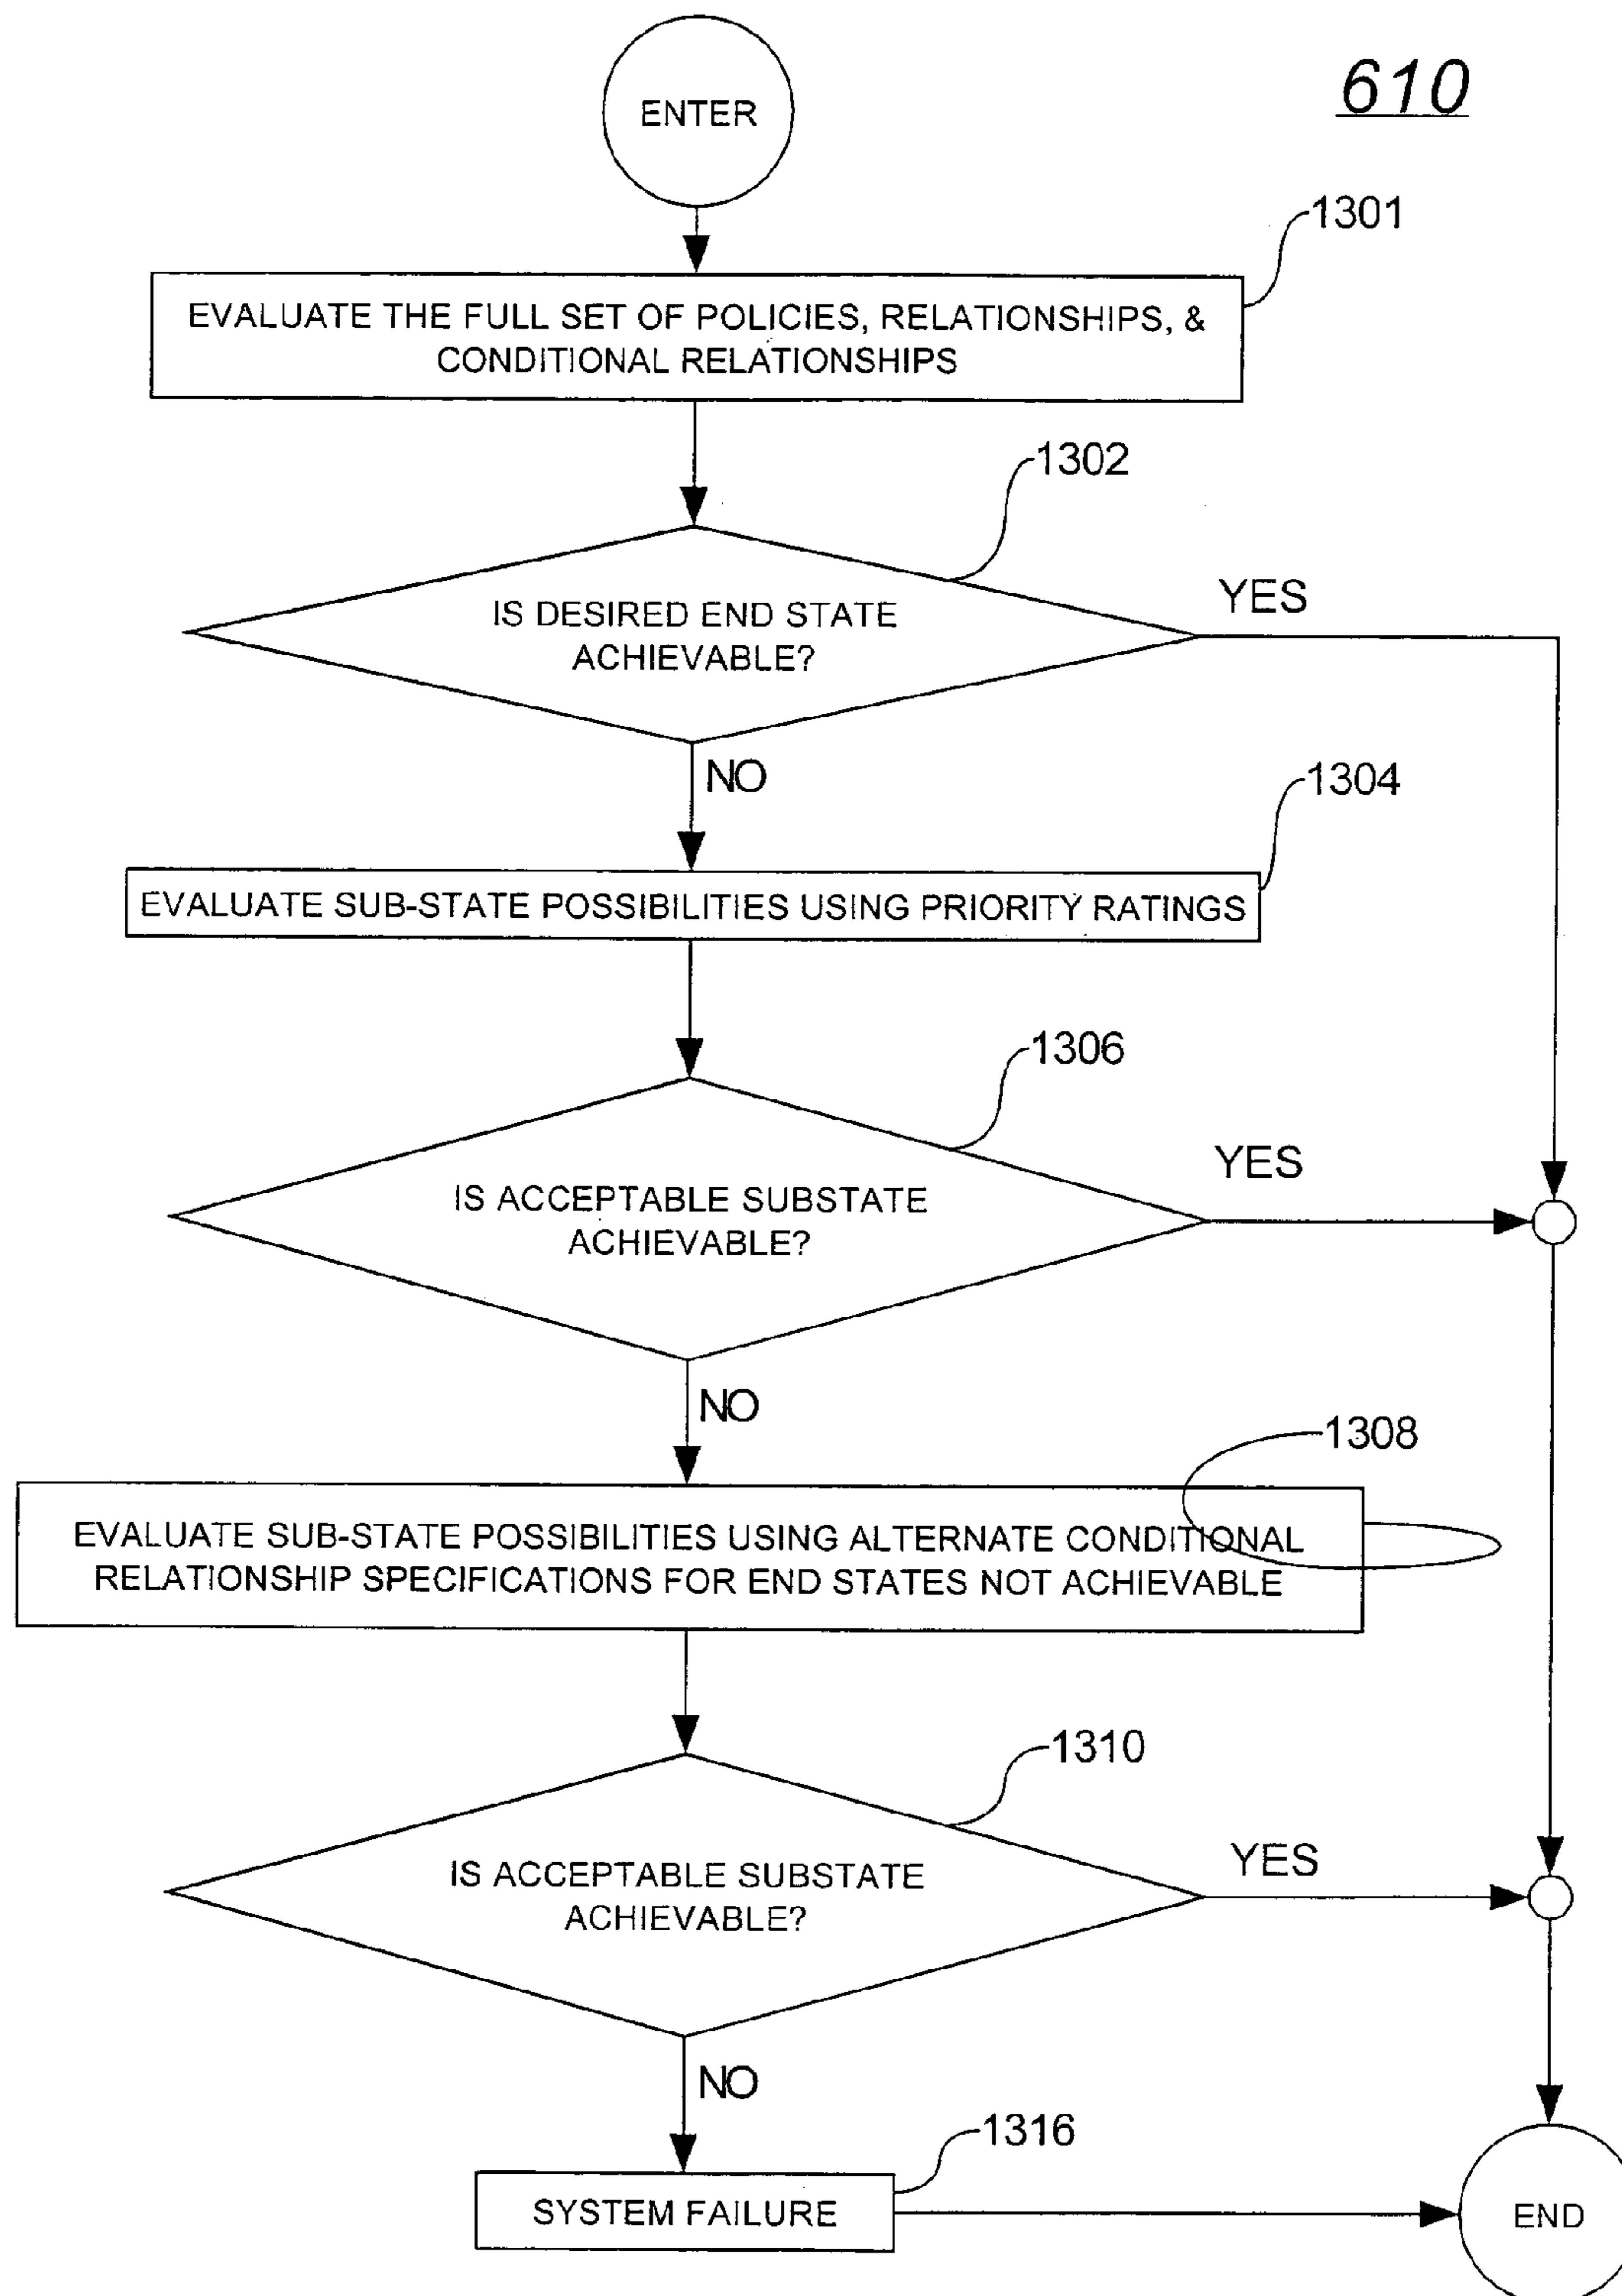 610
ENTER
1301
EVALUATE THE FULL SET OF POLICIES, RELATIONSHIPS, &
CONDITIONAL RELATIONSHIPS
1302
IS DESIRED END STATE
ACHIEVABLE?
YES
NO
1304
EVALUATE SUB-STATE POSSIBILITIES USING PRIORITY RATINGS
1306
IS ACCEPTABLE SUBSTATE
ACHIEVABLE?
YES
NO
1308
EVALUATE SUB-STATE POSSIBILITIES USING ALTERNATE CONDITIONAL
RELATIONSHIP SPECIFICATIONS FOR END STATES NOT ACHIEVABLE
1310
IS ACCEPTABLE SUBSTATE
ACHIEVABLE?
YES
NO
1316
SYSTEM FAILURE
END